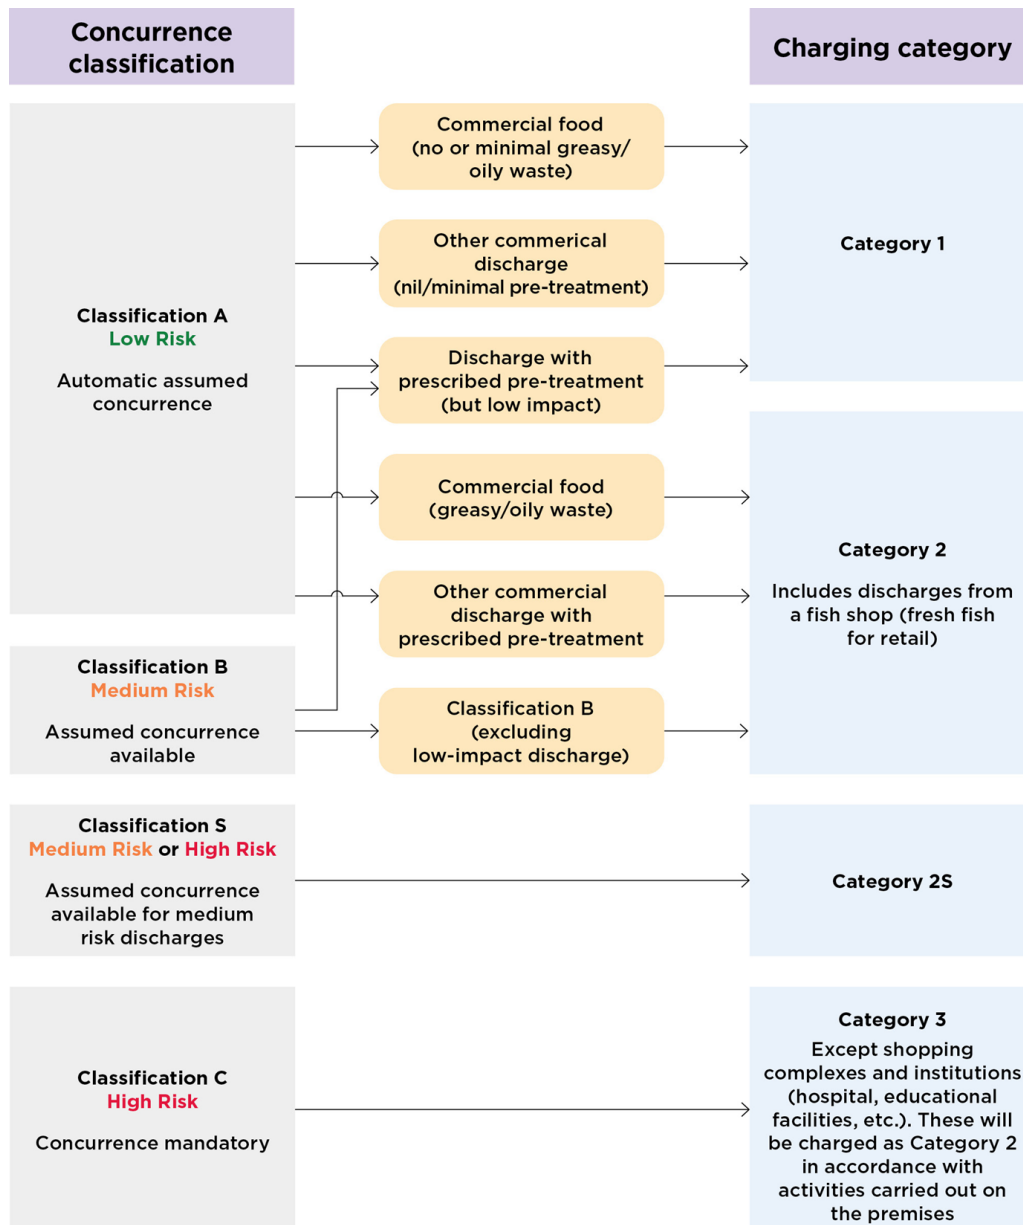 Concurrence
classification
Charging category
Classification A
Low Risk
Automatic assumed
concurrence
Commercial food
(no or minimal greasy/
oily waste)
Other commerical
discharge
(nil/minimal pre-treatment)
Discharge with
prescribed pre-treatment
(but low impact)
Commercial food
(greasy/oily waste)
Other commercial
discharge with
prescribed pre-treatment
Category 1
Category 2
Includes discharges from
a fish shop (fresh fish
for retail)
Classification B
Medium Risk
Assumed concurrence
available
Classification B
(excluding
low-impact discharge)
Classification S
Medium Risk or High Risk
Assumed concurrence
available for medium
risk discharges
Category 2S
Classification C
High Risk
Concurrence mandatory
Category 3
Except shopping
complexes and institutions
(hospital, educational
facilities, etc.). These will
be charged as Category 2
in accordance with
activities carried out on
the premises